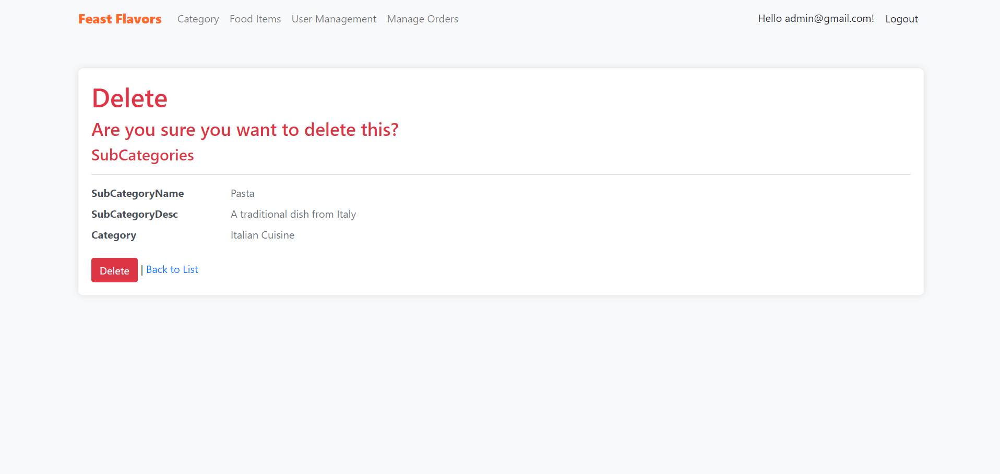 Feast Flavors Category Food Items User Management Manage Orders Hello admin@gmail.com! Logout
Delete
Are you sure you want to delete this?
SubCategories
SubCategoryName Pasta
SubCategoryDesc A traditional dish from Italy
Category Italian Cuisine
Delete | Back to List